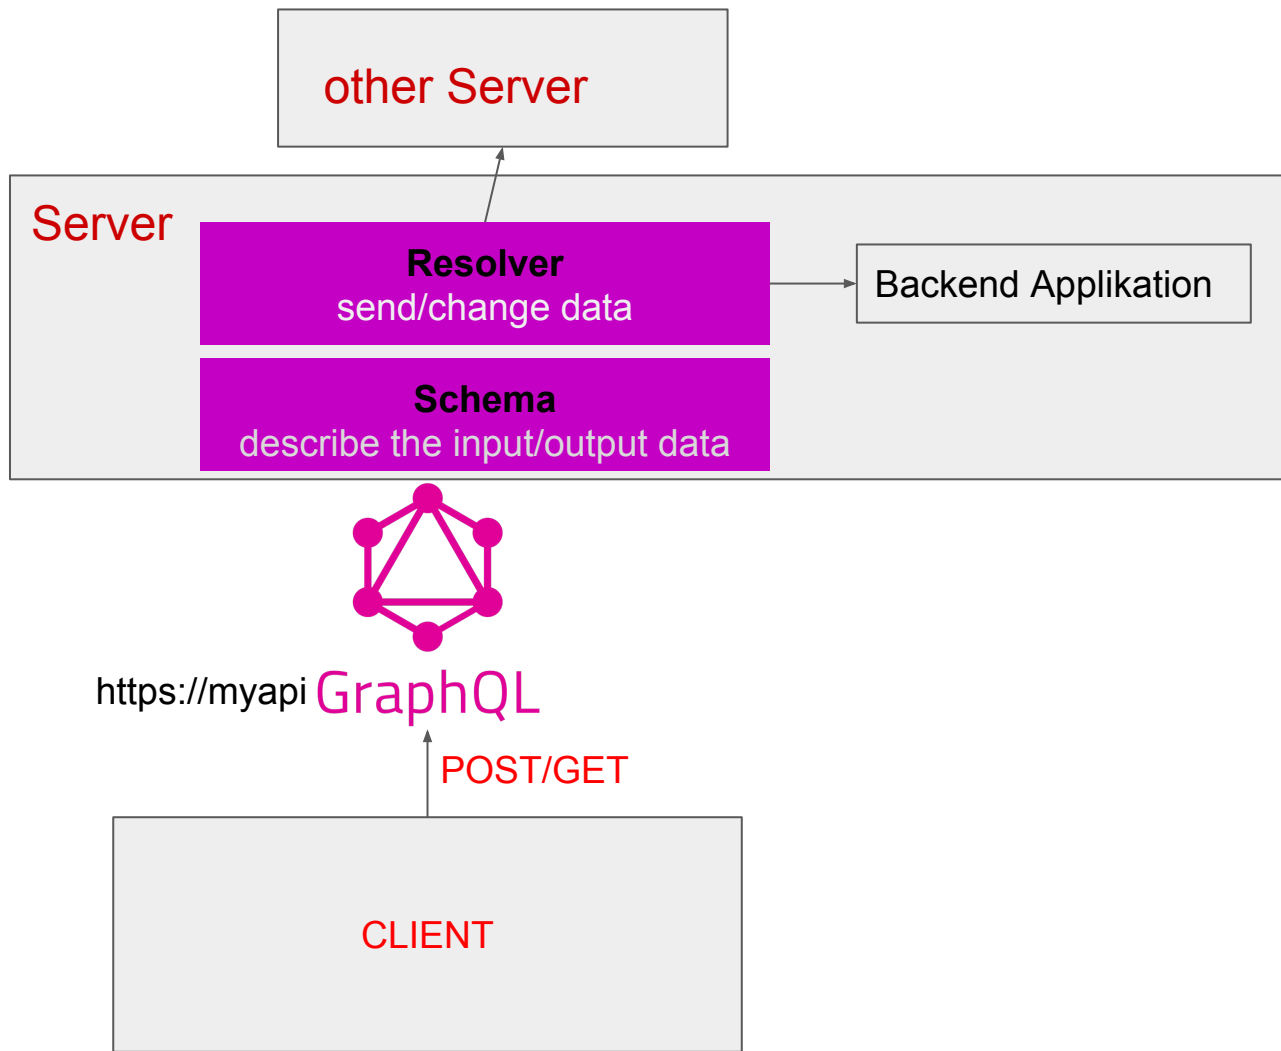 other Server
Server
Resolver
send/change data
Backend Applikation
Schema
describe the input/output data
https://myapi GraphQL
POST/GET
CLIENT